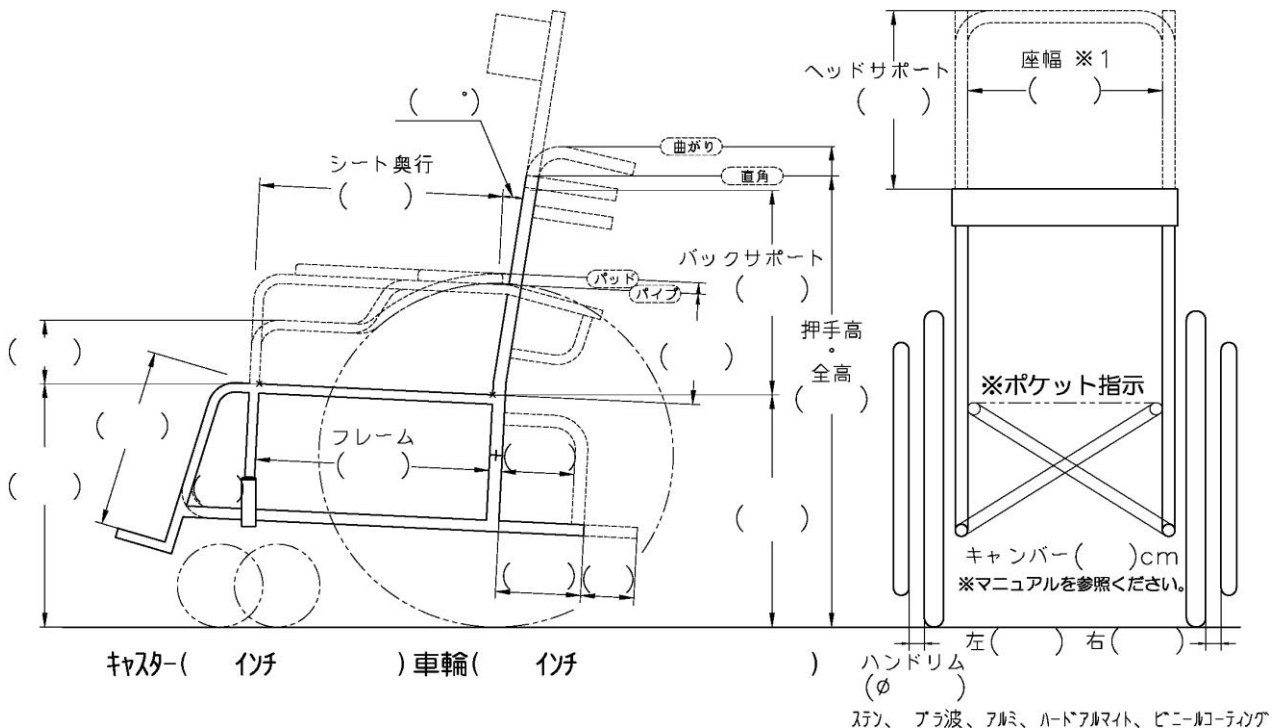 ヘッドサポート
(　　)
座幅 ※1
(　　)
(　　°)
曲がり
直角
シート奥行
(　　)
バックサポート
(　　)
パッド
パイプ
押手高
・
全高
(　　)
(　　)
(　　)
(　　)
(　　)
フレーム
(　　)
(　　)
(　　)
(　　)
(　　)
(　　)
(　　)
※ポケット指示
キャンバー(　　)cm
※マニュアルを参照ください。
キャスター(　　インチ　　　　) 車輪(　　インチ　　　　)
左(　　) 右(　　)
ハンドリム
(φ　　)
ステン、 プラ波、アルミ、ハードアルマイト、ビニールコーティング